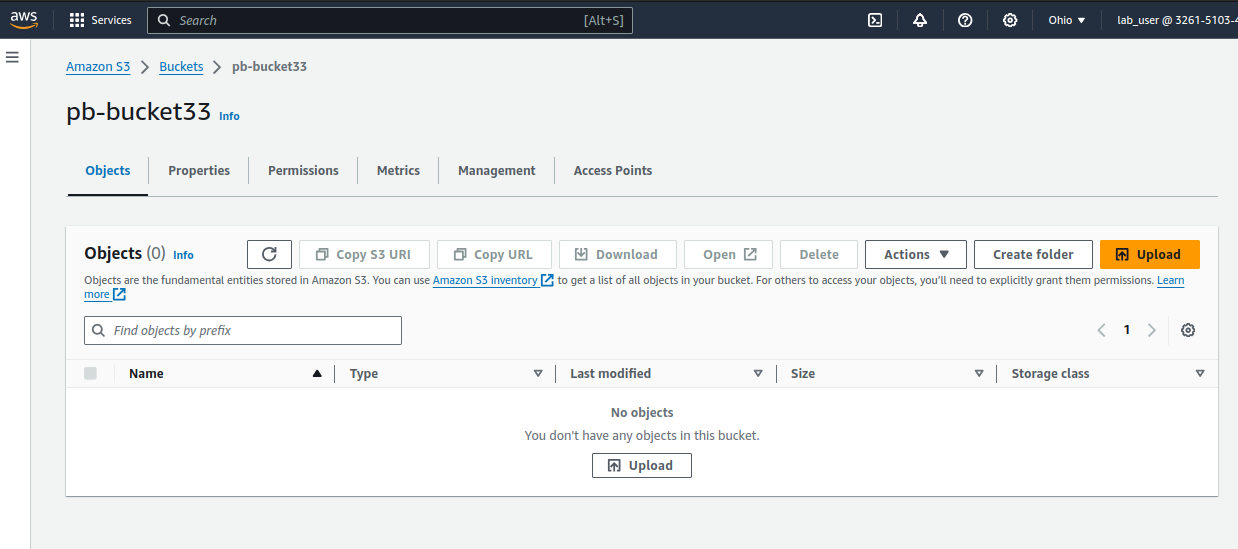 aws Services Search [Alt+S] Ohio lab_user @ 3261-5103-4
Amazon S3 Buckets pb-bucket33
pb-bucket33 Info
Objects Properties Permissions Metrics Management Access Points
Objects (0) Info Copy S3 URI Copy URL Download Open Delete Actions Create folder Upload
Objects are the fundamental entities stored in Amazon S3. You can use Amazon S3 inventory to get a list of all objects in your bucket. For others to access your objects, you'll need to explicitly grant them permissions. Learn
more
Find objects by prefix 1
Name Type Last modified Size Storage class
No objects
You don't have any objects in this bucket.
Upload